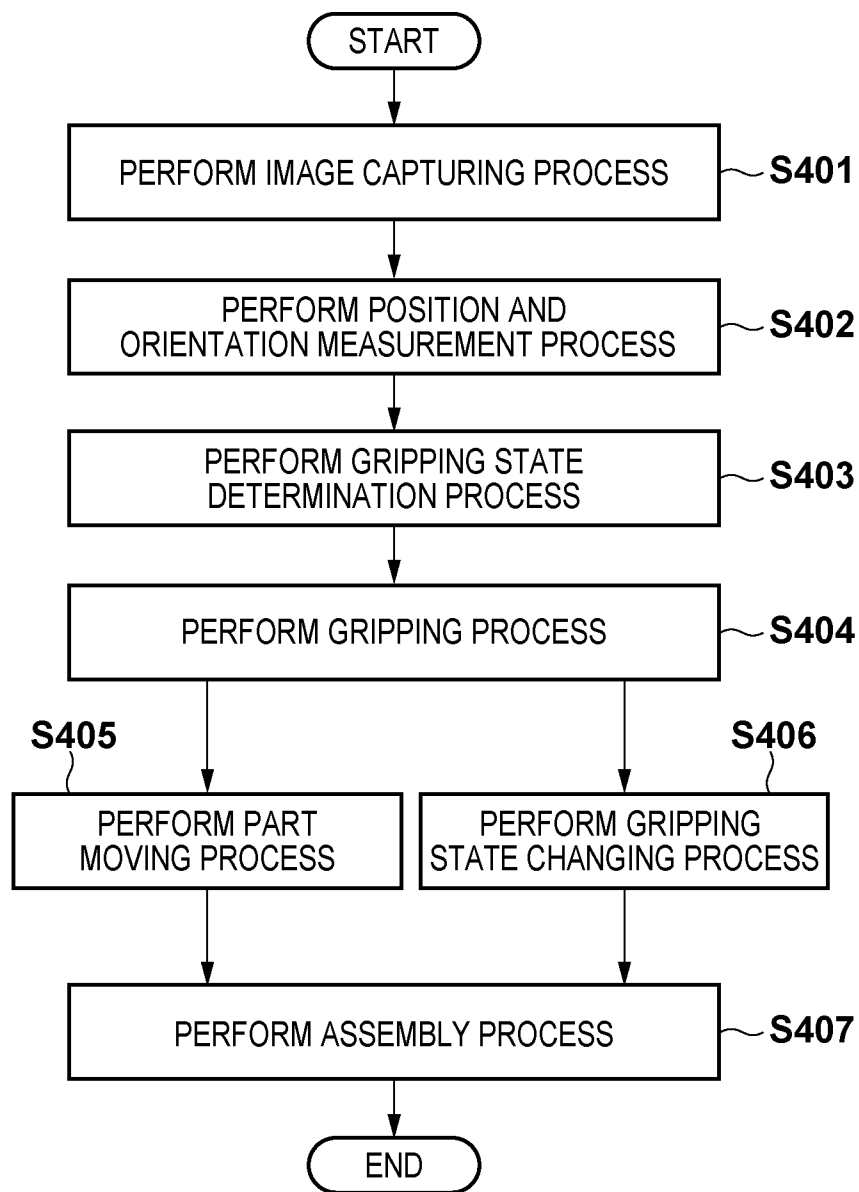 START
PERFORM IMAGE CAPTURING PROCESS
S401
PERFORM POSITION AND
ORIENTATION MEASUREMENT PROCESS
S402
PERFORM GRIPPING STATE
DETERMINATION PROCESS
S403
PERFORM GRIPPING PROCESS
S404
S405
PERFORM PART
MOVING PROCESS
S406
PERFORM GRIPPING
STATE CHANGING PROCESS
PERFORM ASSEMBLY PROCESS
S407
END